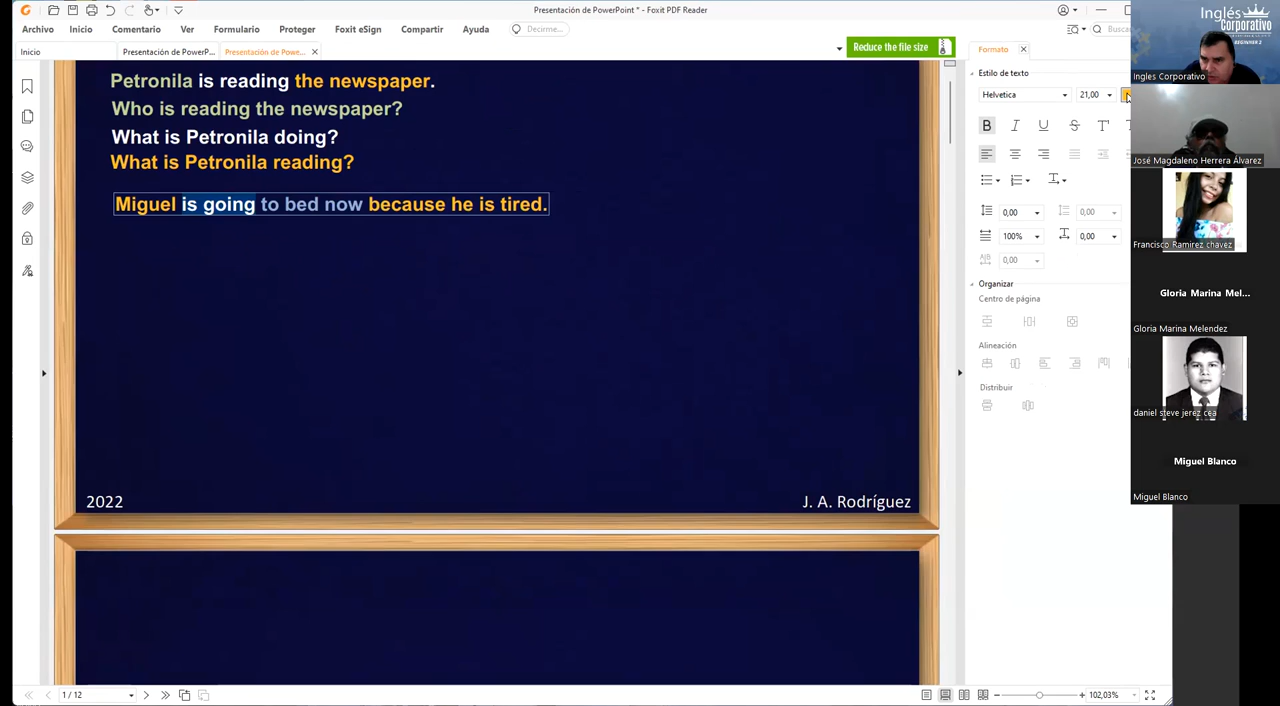 Presentación de PowerPoint * - Foxit PDF Reader
Archivo Inicio Comentario Ver Formulario Proteger Foxit eSign Compartir Ayuda Decirme...
Inicio Presentación de PowerP... Presentación de Powe... Reduce the file size
Petronila is reading the newspaper.
Who is reading the newspaper?
What is Petronila doing?
What is Petronila reading?
Miguel is going to bed now because he is tired.
2022 J. A. Rodríguez
1 / 12 102,03%
Formato
Estilo de texto
Helvetica 21,00
0,00 0,00
100% 0,00
0,00
Organizar
Centro de página
Alineación
Distribuir
Inglés
Corporativo
BEGINNER 2
Ingles Corporativo
José Magdaleno Herrera Álvarez
Francisco Ramirez chavez
Gloria Marina Mel...
Gloria Marina Melendez
daniel steve jerez cea
Miguel Blanco
Miguel Blanco